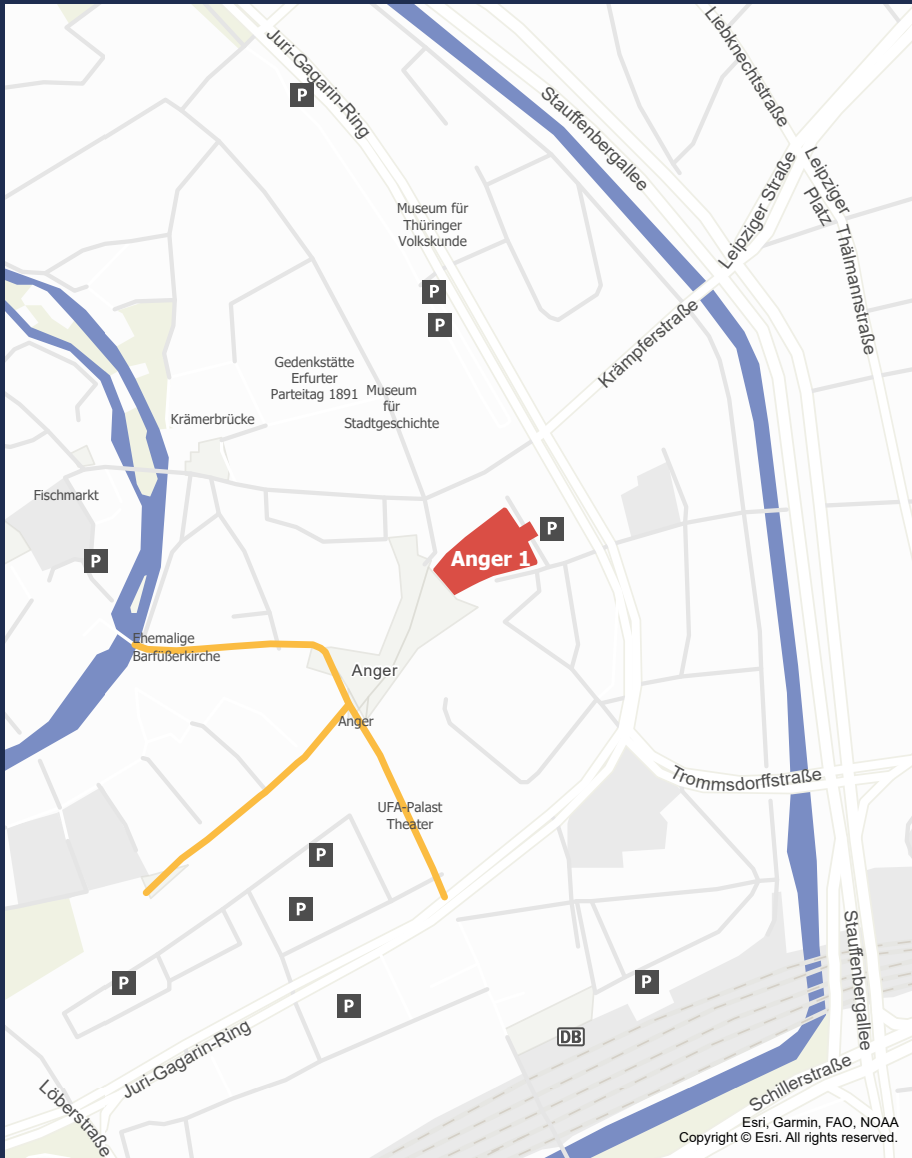 Juri-Gagarin-Ring
Liebknechtstraße
P
Stauffenbergallee
Leipziger Straße
Leipziger
Platz
Thälmannstraße
Museum für
Thüringer
Volkskunde
P
P
Krämpferstraße
Gedenkstätte
Erfurter
Parteitag 1891
Museum
für
Stadtgeschichte
Krämerbrücke
Fischmarkt
P
P
Anger 1
Ehemalige
Barfüßerkirche
Anger
Anger
Trommsdorffstraße
UFA-Palast
Theater
P
P
P
P
P
Stauffenbergallee
DB
Juri-Gagarin-Ring
Löberstraße
Schillerstraße
Esri, Garmin, FAO, NOAA
Copyright © Esri. All rights reserved.